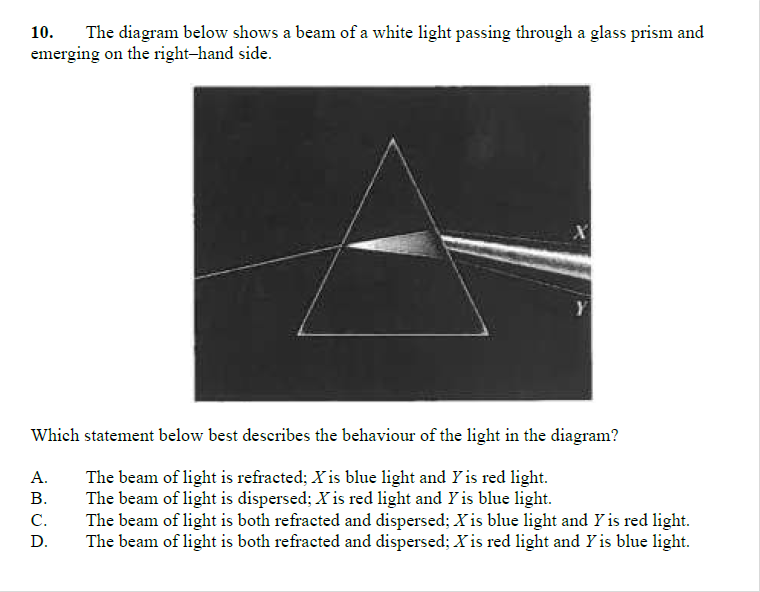 10. The diagram below shows a beam of a white light passing through a glass prism and
emerging on the right–hand side.
X
Y
Which statement below best describes the behaviour of the light in the diagram?
A. The beam of light is refracted; X is blue light and Y is red light.
B. The beam of light is dispersed; X is red light and Y is blue light.
C. The beam of light is both refracted and dispersed; X is blue light and Y is red light.
D. The beam of light is both refracted and dispersed; X is red light and Y is blue light.